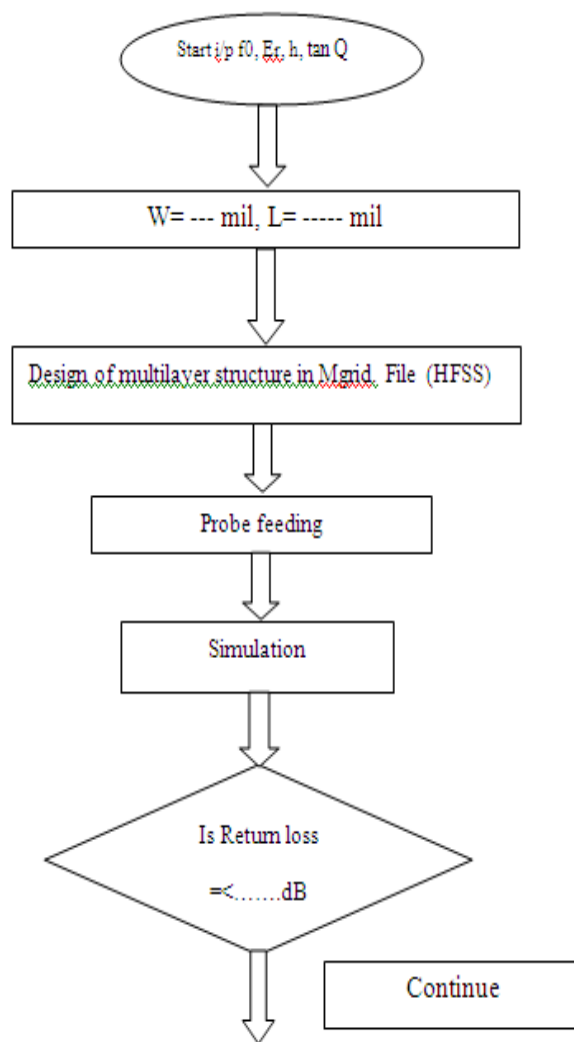 Start i/p f0, Er, h, tan Q
W= --- mil, L= ----- mil
Design of multilayer structure in Mgrid. File (HFSS)
Probe feeding
Simulation
Is Return loss
=<.......dB
Continue